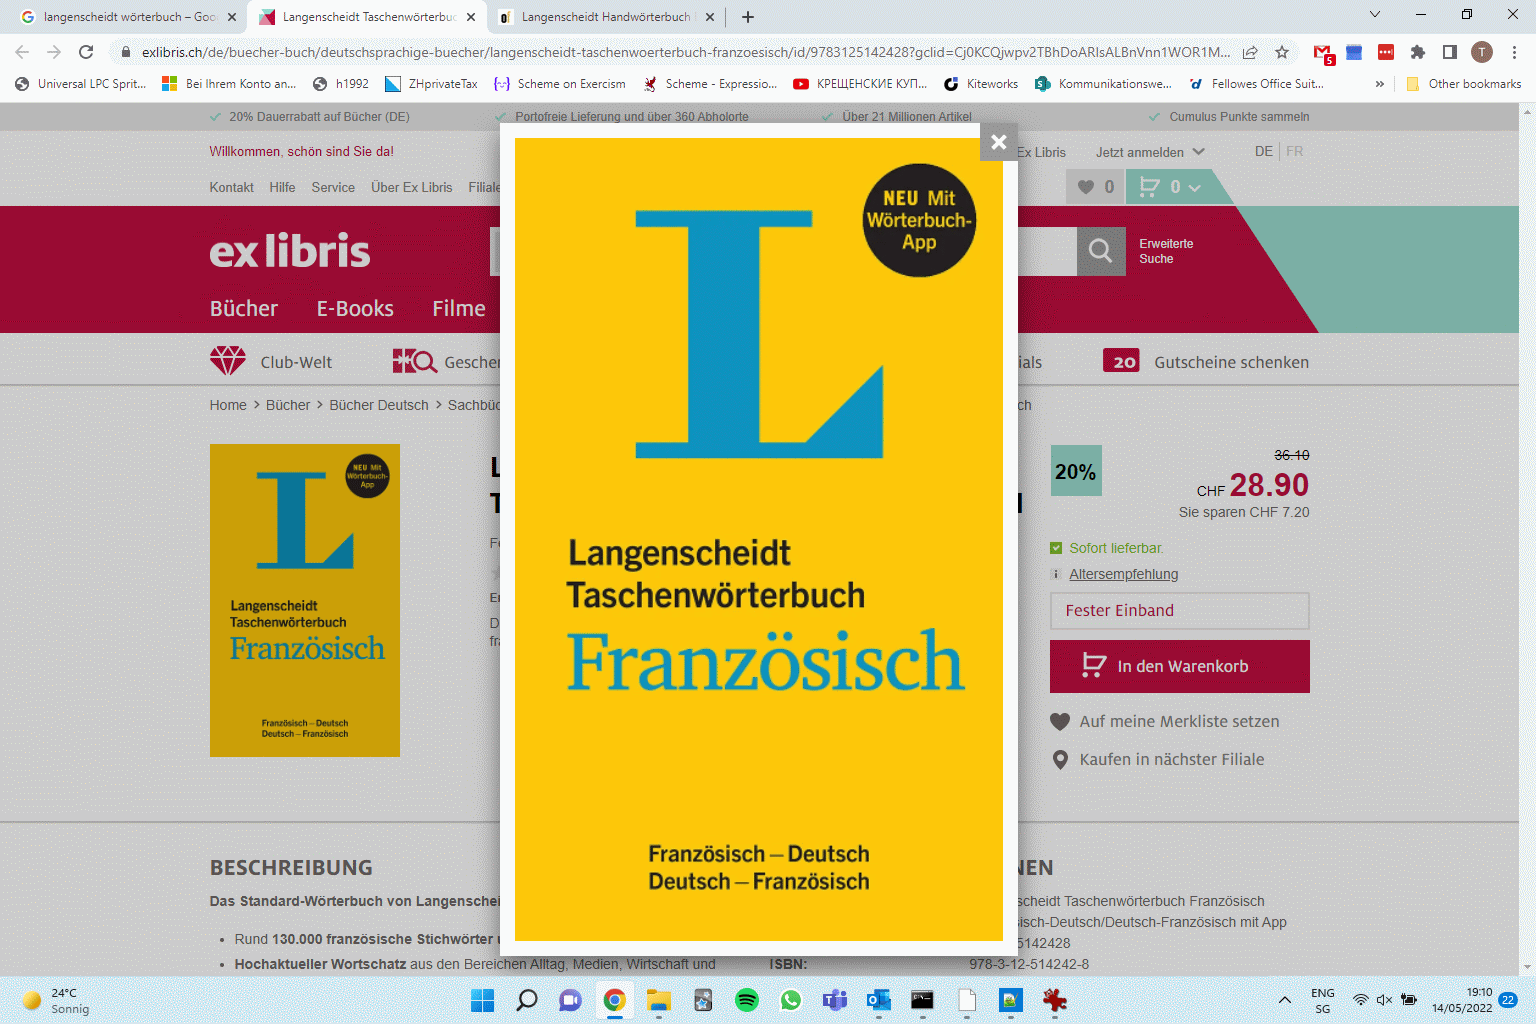 langenscheidt wörterbuch – Goo
Langenscheidt Taschenwörterbuc
Langenscheidt Handwörterbuch
exlibris.ch/de/buecher-buch/deutschsprachige-buecher/langenscheidt-taschenwoerterbuch-franzoesisch/id/9783125142428?gclid=Cj0KCQjwpv2TBhDoARIsALBnVnn1WOR1M...
5
T
Universal LPC Sprit...
Bei Ihrem Konto an...
h1992
ZHprivateTax
Scheme on Exercism
Scheme - Expressio...
КРЕЩЕНСКИЕ КУП...
Kiteworks
Kommunikationswe...
Fellowes Office Suit...
»
Other bookmarks
20% Dauerrabatt auf Bücher (DE)
Portofreie Lieferung und über 360 Abholorte
Über 21 Millionen Artikel
Cumulus Punkte sammeln
Willkommen, schön sind Sie da!
Ex Libris
Jetzt anmelden
DE | FR
Kontakt Hilfe Service Über Ex Libris Filiale
0
0
ex libris
Erweiterte
Suche
Bücher E-Books Filme
Club-Welt
Geschen
ials
20
Gutscheine schenken
Home > Bücher > Bücher Deutsch > Sachbüc
ch
NEU Mit
Wörterbuch-
App
L
Langenscheidt
Taschenwörterbuch
Französisch
Französisch – Deutsch
Deutsch – Französisch
NEU Mit
Wörterbuch-
App
L
Langenscheidt
Taschenwörterbuch
Französisch
Französisch – Deutsch
Deutsch – Französisch
20%
36.10
CHF 28.90
Sie sparen CHF 7.20
Sofort lieferbar.
i Altersempfehlung
Fester Einband
In den Warenkorb
Auf meine Merkliste setzen
Kaufen in nächster Filiale
BESCHREIBUNG
Das Standard-Wörterbuch von Langenschei
• Rund 130.000 französische Stichwörter u
• Hochaktueller Wortschatz aus den Bereichen Alltag, Medien, Wirtschaft und
NEN
scheidt Taschenwörterbuch Französisch
isch-Deutsch/Deutsch-Französisch mit App
5142428
ISBN: 978-3-12-514242-8
24°C
Sonnig
ENG
SG
19:10
14/05/2022
22